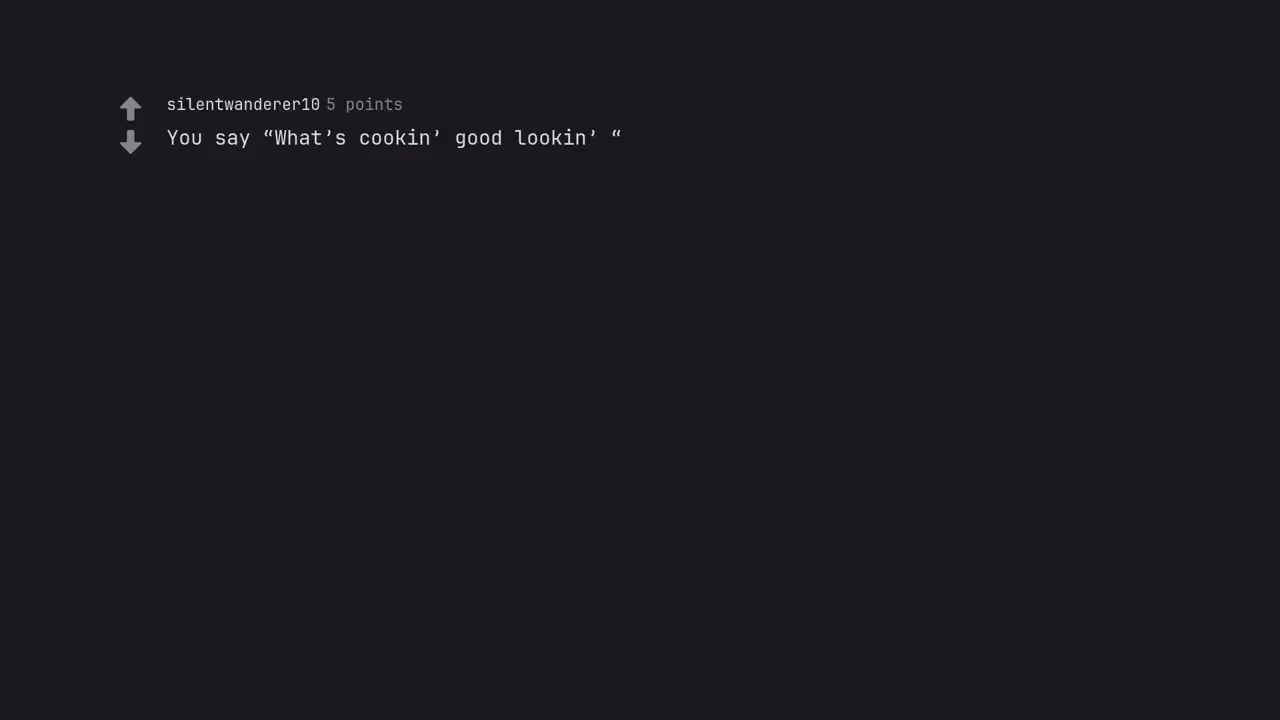 silentwanderer10 5 points
You say “What’s cookin’ good lookin’ “